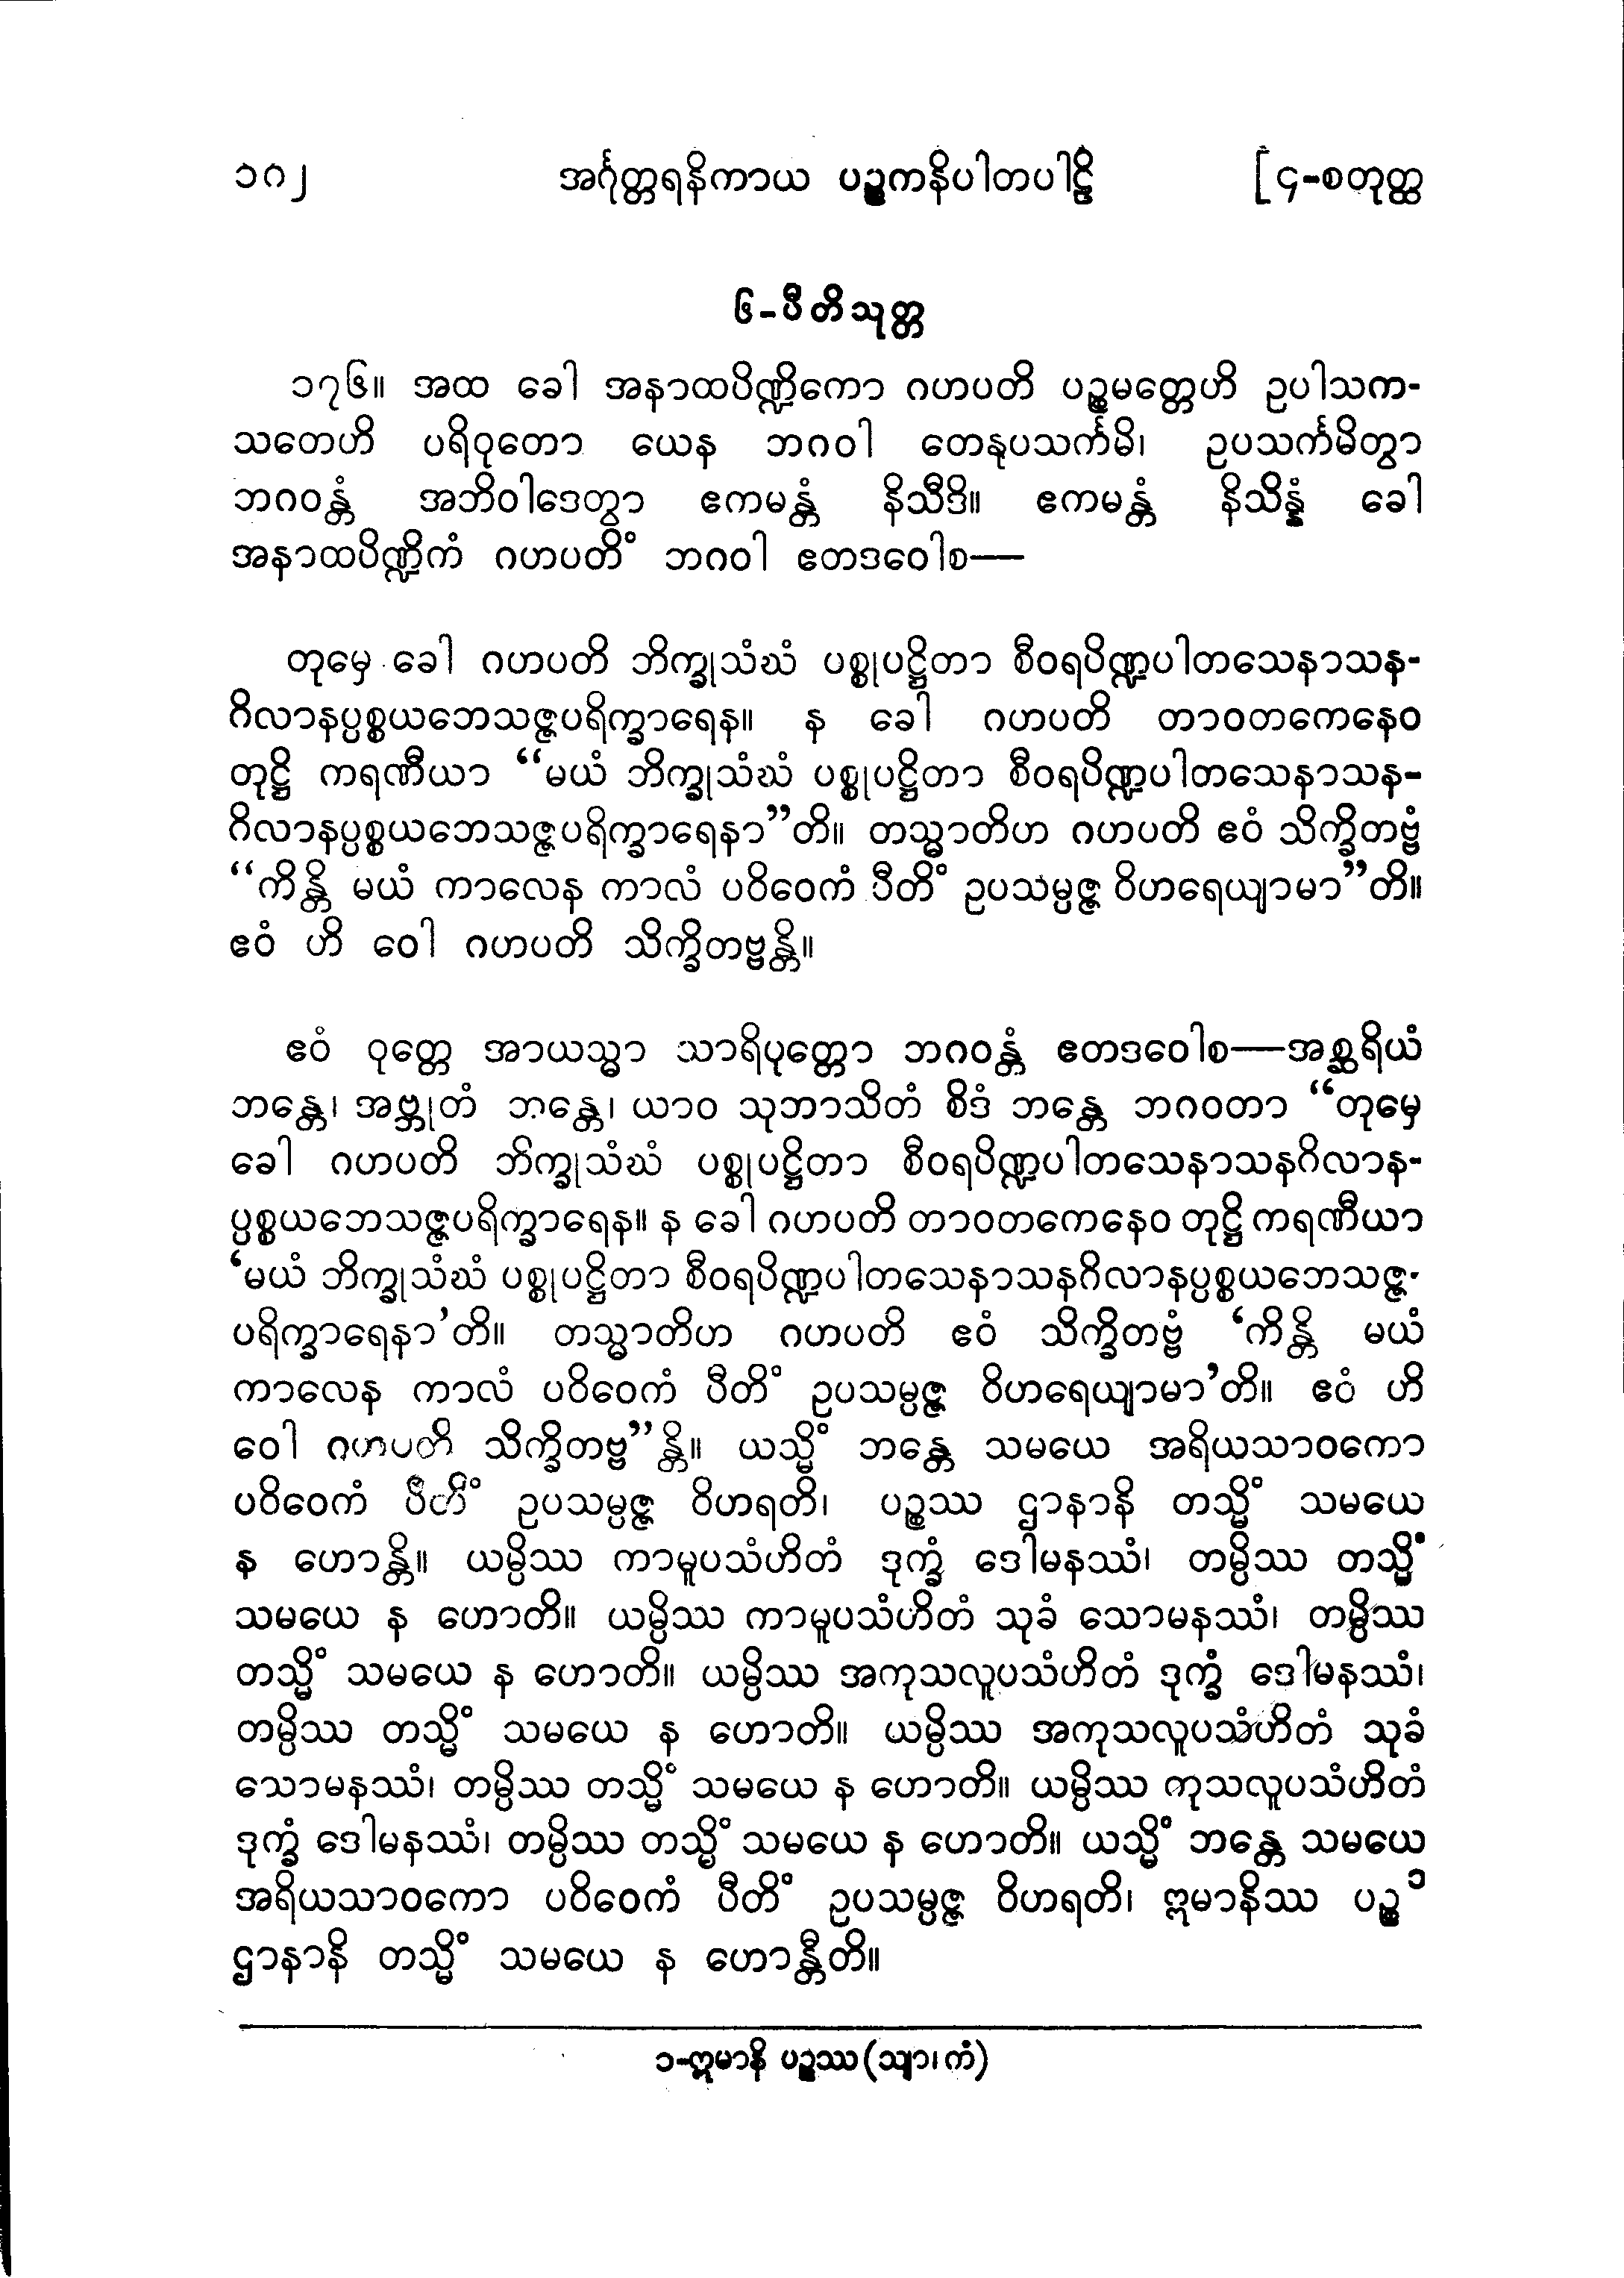 ၁၈၂ အင်္ဂုတ္တရနိကာယ ပဉ္စကနိပါတပါဠိ [၄-စတုတ္ထ
၆-ပီတိသုတ္တ
၁၇၆။ အထ ခေါ အနာထပိဏ္ဍိကော ဂဟပတိ ပဉ္စမတ္တေဟိ ဥပါသက-
သတေဟိ ပရိဝုတော ယေန ဘဂဝါ တေနုပသင်္ကမိ၊ ဥပသင်္ကမိတွာ
ဘဂဝန္တံ အဘိဝါဒေတွာ ဧကမန္တံ နိသီဒိ။ ဧကမန္တံ နိသိန္နံ ခေါ
အနာထပိဏ္ဍိကံ ဂဟပတိံ ဘဂဝါ ဧတဒဝေါစ—
တုမှေ ခေါ ဂဟပတိ ဘိက္ခုသံဃံ ပစ္စုပဋ္ဌိတာ စီဝရပိဏ္ဍပါတသေနာသန-
ဂိလာနပ္ပစ္စယဘေသဇ္ဇပရိက္ခာရေန။ န ခေါ ဂဟပတိ တာဝတကေနေဝ
တုဋ္ဌိ ကရဏီယာ “မယံ ဘိက္ခုသံဃံ ပစ္စုပဋ္ဌိတာ စီဝရပိဏ္ဍပါတသေနာသန-
ဂိလာနပ္ပစ္စယဘေသဇ္ဇပရိက္ခာရေနာ”တိ။ တသ္မာတိဟ ဂဟပတိ ဧဝံ သိက္ခိတဗ္ဗံ
“ကိန္တိ မယံ ကာလေန ကာလံ ပဝိဝေကံ ပီတိံ ဥပသမ္ပဇ္ဇ ဝိဟရေယျာမာ”တိ။
ဧဝံ ဟိ ဝေါ ဂဟပတိ သိက္ခိတဗ္ဗန္တိ။
ဧဝံ ဝုတ္တေ အာယသ္မာ သာရိပုတ္တော ဘဂဝန္တံ ဧတဒဝေါစ—အစ္ဆရိယံ
ဘန္တေ၊ အဗ္ဘုတံ ဘန္တေ၊ ယာဝ သုဘာသိတံ စိဒံ ဘန္တေ ဘဂဝတာ “တုမှေ
ခေါ ဂဟပတိ ဘိက္ခုသံဃံ ပစ္စုပဋ္ဌိတာ စီဝရပိဏ္ဍပါတသေနာသနဂိလာန-
ပ္ပစ္စယဘေသဇ္ဇပရိက္ခာရေန။ န ခေါ ဂဟပတိ တာဝတကေနေဝ တုဋ္ဌိ ကရဏီယာ
‘မယံ ဘိက္ခုသံဃံ ပစ္စုပဋ္ဌိတာ စီဝရပိဏ္ဍပါတသေနာသနဂိလာနပ္ပစ္စယဘေသဇ္ဇ-
ပရိက္ခာရေနာ’တိ။ တသ္မာတိဟ ဂဟပတိ ဧဝံ သိက္ခိတဗ္ဗံ ‘ကိန္တိ မယံ
ကာလေန ကာလံ ပဝိဝေကံ ပီတိံ ဥပသမ္ပဇ္ဇ ဝိဟရေယျာမာ’တိ။ ဧဝံ ဟိ
ဝေါ ဂဟပတိ သိက္ခိတဗ္ဗ”န္တိ။ ယသ္မိံ ဘန္တေ သမယေ အရိယသာဝကော
ပဝိဝေကံ ပီတိံ ဥပသမ္ပဇ္ဇ ဝိဟရတိ၊ ပဉ္စဿ ဌာနာနိ တသ္မိံ သမယေ
န ဟောန္တိ။ ယမ္ပိဿ ကာမူပသံဟိတံ ဒုက္ခံ ဒေါမနဿံ၊ တမ္ပိဿ တသ္မိံ
သမယေ န ဟောတိ။ ယမ္ပိဿ ကာမူပသံဟိတံ သုခံ သောမနဿံ၊ တမ္ပိဿ
တသ္မိံ သမယေ န ဟောတိ။ ယမ္ပိဿ အကုသလူပသံဟိတံ ဒုက္ခံ ဒေါမနဿံ၊
တမ္ပိဿ တသ္မိံ သမယေ န ဟောတိ။ ယမ္ပိဿ အကုသလူပသံဟိတံ သုခံ
သောမနဿံ၊ တမ္ပိဿ တသ္မိံ သမယေ န ဟောတိ။ ယမ္ပိဿ ကုသလူပသံဟိတံ
ဒုက္ခံ ဒေါမနဿံ၊ တမ္ပိဿ တသ္မိံ သမယေ န ဟောတိ။ ယသ္မိံ ဘန္တေ သမယေ
အရိယသာဝကော ပဝိဝေကံ ပီတိံ ဥပသမ္ပဇ္ဇ ဝိဟရတိ၊ ဣမာနိဿ ပဉ္စ ၁
ဌာနာနိ တသ္မိံ သမယေ န ဟောန္တီတိ။
၁-ဣမာနိ ပဉ္စဿ (သျာ၊ ကံ)